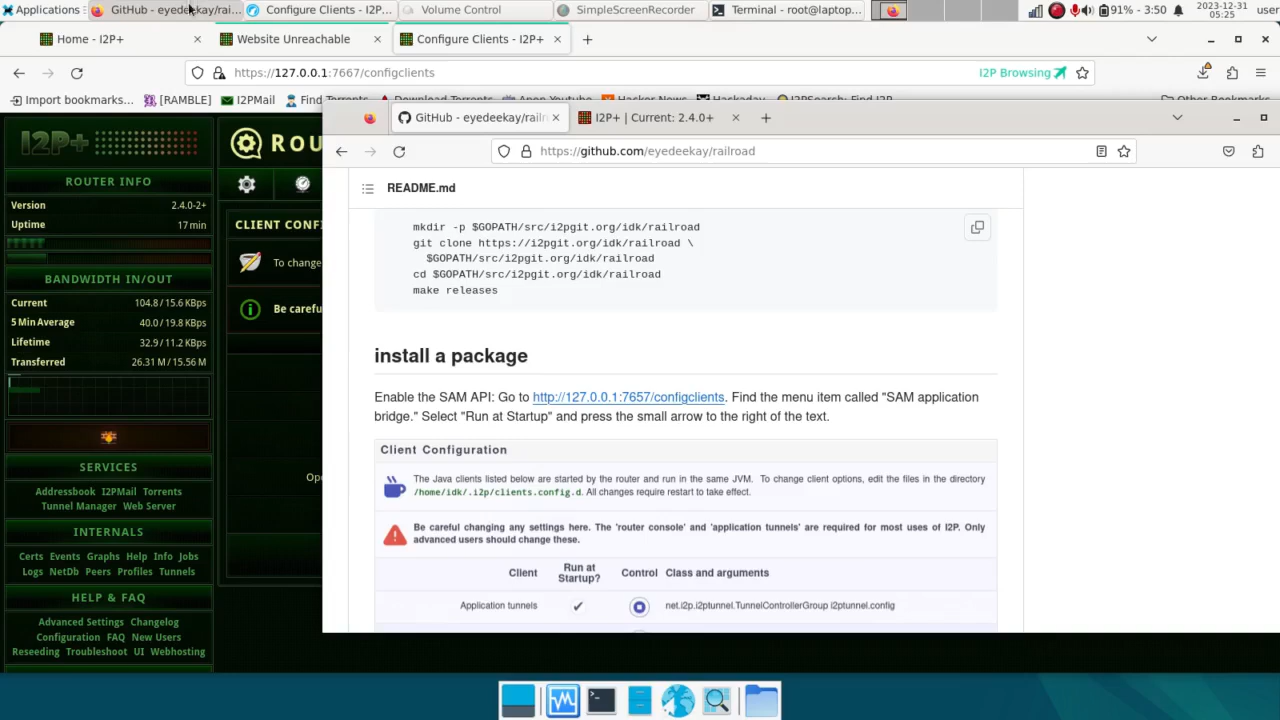 Applications
GitHub - eyedeekay/rai...
Configure Clients - I2P...
Volume Control
SimpleScreenRecorder
Terminal - root@laptop...
91% - 3:50
2023-12-31
05:25
user
Home - I2P+
Website Unreachable
Configure Clients - I2P+
https://127.0.0.1:7667/configclients
I2P Browsing
Import bookmarks...
[RAMBLE]
I2PMail
Find Torrents
Download Torrents
Anon Youtube
Hacker News
Hackaday
I2PSearch: Find I2P
Other Bookmarks
I2P+
ROUTER INFO
Version 2.4.0-2+
Uptime 17 min
BANDWIDTH IN/OUT
Current 104.8 / 15.6 KBps
5 Min Average 40.0 / 19.8 KBps
Lifetime 32.9 / 11.2 KBps
Transferred 26.31 M / 15.56 M
SERVICES
Addressbook I2PMail Torrents
Tunnel Manager Web Server
INTERNALS
Certs Events Graphs Help Info Jobs
Logs NetDb Peers Profiles Tunnels
HELP & FAQ
Advanced Settings Changelog
Configuration FAQ New Users
Reseeding Troubleshoot UI Webhosting
ROU
CLIENT CONFI
To change
Be carefu
Op
GitHub - eyedeekay/railr
I2P+ | Current: 2.4.0+
https://github.com/eyedeekay/railroad
README.md
mkdir -p $GOPATH/src/i2pgit.org/idk/railroad
git clone https://i2pgit.org/idk/railroad \
$GOPATH/src/i2pgit.org/idk/railroad
cd $GOPATH/src/i2pgit.org/idk/railroad
make releases
install a package
Enable the SAM API: Go to http://127.0.0.1:7657/configclients. Find the menu item called "SAM application
bridge." Select "Run at Startup" and press the small arrow to the right of the text.
Client Configuration
The Java clients listed below are started by the router and run in the same JVM. To change client options, edit the files in the directory
/home/idk/.i2p/clients.config.d. All changes require restart to take effect.
Be careful changing any settings here. The 'router console' and 'application tunnels' are required for most uses of I2P. Only
advanced users should change these.
Client Run at Startup? Control Class and arguments
Application tunnels net.i2p.i2ptunnel.TunnelControllerGroup i2ptunnel.config